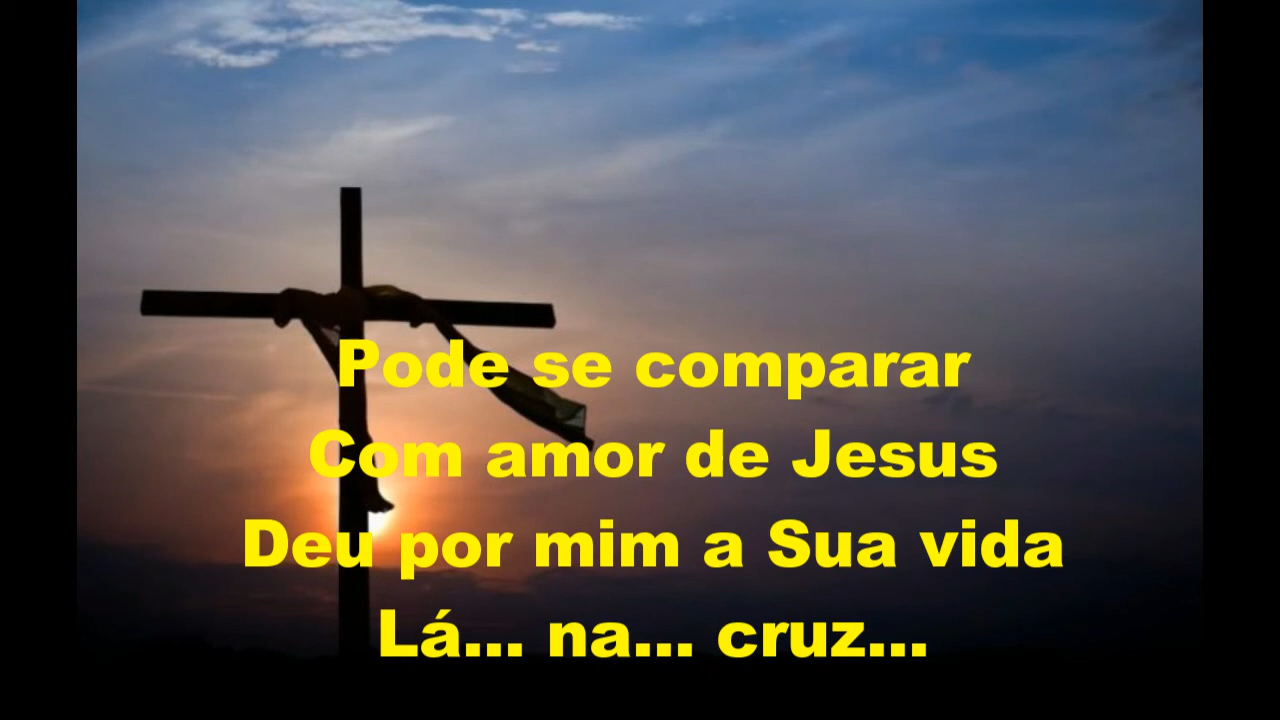 Pode se comparar
Com amor de Jesus
Deu por mim a Sua vida
Lá... na... cruz...